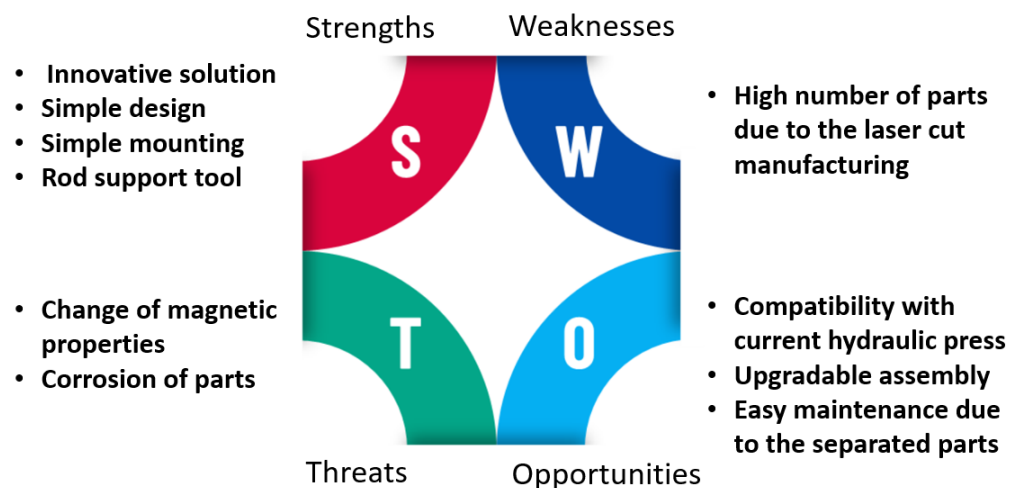 Strengths
Weaknesses
• Innovative solution
• Simple design
• Simple mounting
• Rod support tool
S
W
• High number of parts
due to the laser cut
manufacturing
• Change of magnetic
properties
• Corrosion of parts
T
O
• Compatibility with
current hydraulic press
• Upgradable assembly
• Easy maintenance due
to the separated parts
Threats
Opportunities